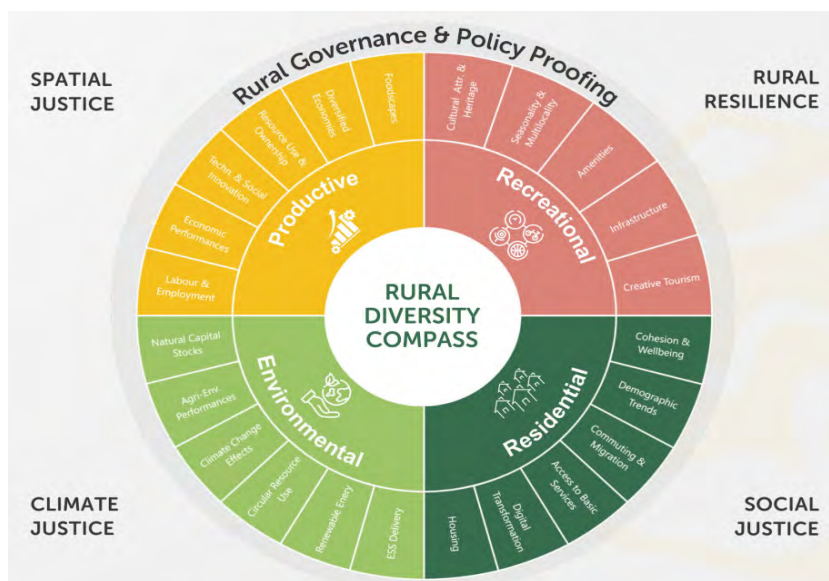 SPATIAL
JUSTICE
Rural Governance & Policy Proofing
RURAL
RESILIENCE
Foodscapes
Diversified
Economies
Resource Use &
Ownership
Techn. & Social
Innovation
Economic
Performances
Labour &
Employment
Productive
Cultural Attr. &
Heritage
Seasonality &
Multilocality
Amenities
Infrastructure
Creative Tourism
Recreational
RURAL
DIVERSITY
COMPASS
Natural Capital
Stocks
Agri-Env
Performances
Climate Change
Effects
Circular Resource
Use
Renewable Enery
ESS Delivery
Environmental
Cohesion &
Wellbeing
Demographic
Trends
Commuting &
Migration
Access to Basic
Services
Digital
Transformation
Housing
Residential
CLIMATE
JUSTICE
SOCIAL
JUSTICE